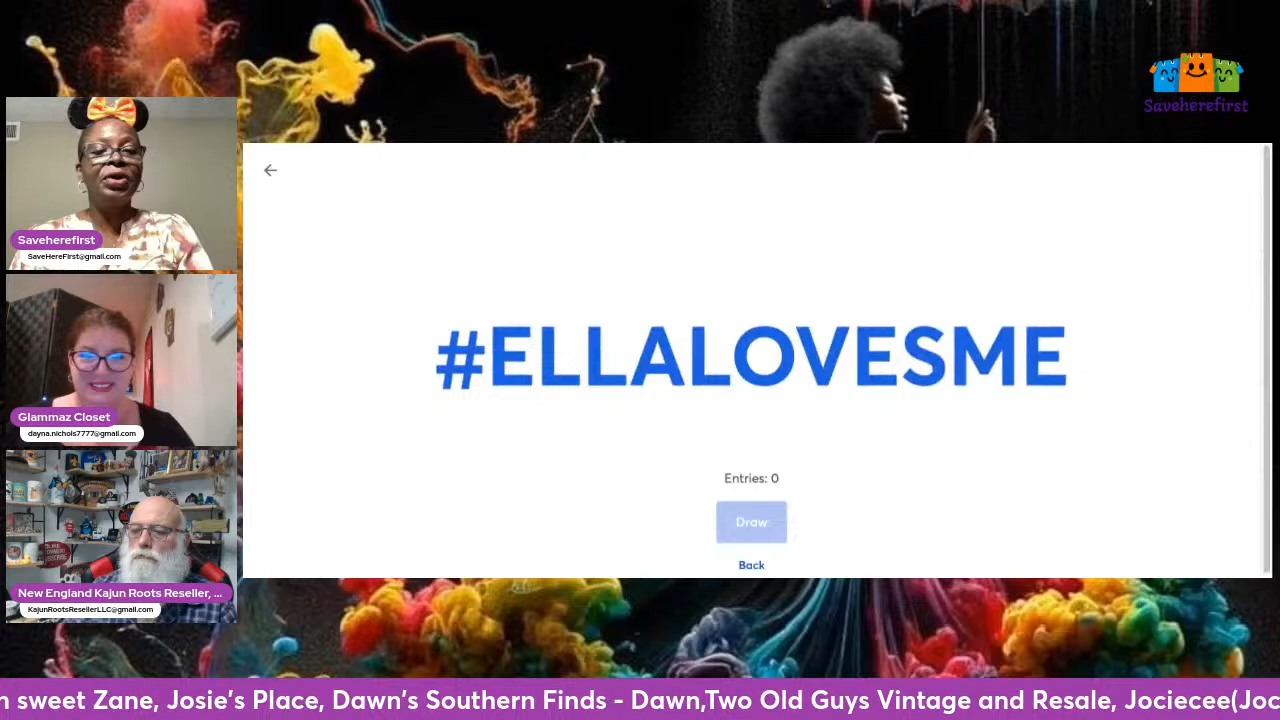 Saveherefirst
Saveherefirst
SaveHereFirst@gmail.com
#ELLALOVESME
Glammaz Closet
dayna.nichols7777@gmail.com
Entries: 0
Draw
Back
New England Kajun Roots Reseller, ...
KajunRootsResellerLLC@gmail.com
n sweet Zane, Josie's Place, Dawn's Southern Finds - Dawn,Two Old Guys Vintage and Resale, Jociecee(Joc